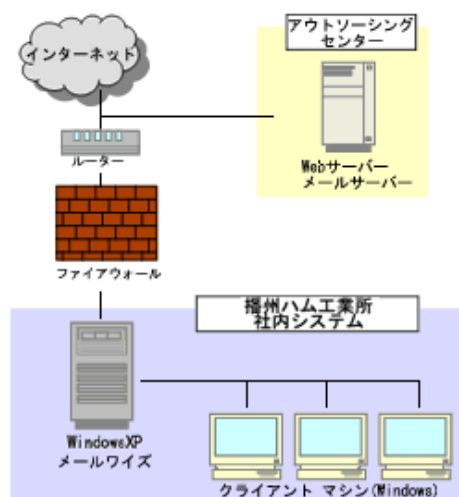 インターネット
アウトソーシング
センター
ルーター
Webサーバー
メールサーバー
ファイアウォール
播州ハム工業所
社内システム
WindowsXP
メールワイズ
クライアント マシン(Windows)